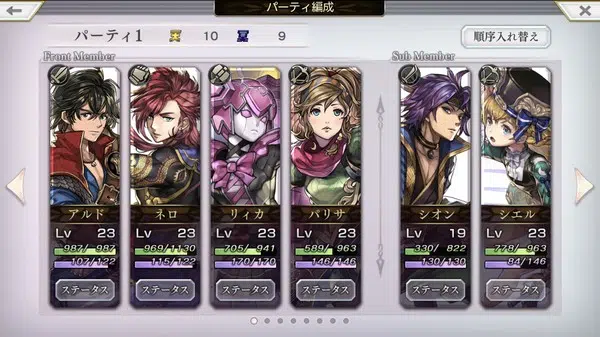 パーティ編成
パーティ1 10 9 順序入れ替え
Front Member Sub Member
アルド ネロ リィカ パリサ シオン シエル
Lv 23 Lv 23 Lv 23 Lv 23 Lv 19 Lv 23
987/ 987 969/1130 705/ 941 589/ 963 330/ 822 778/ 963
107/122 115/122 170/170 146/146 130/130 84/146
ステータス ステータス ステータス ステータス ステータス ステータス